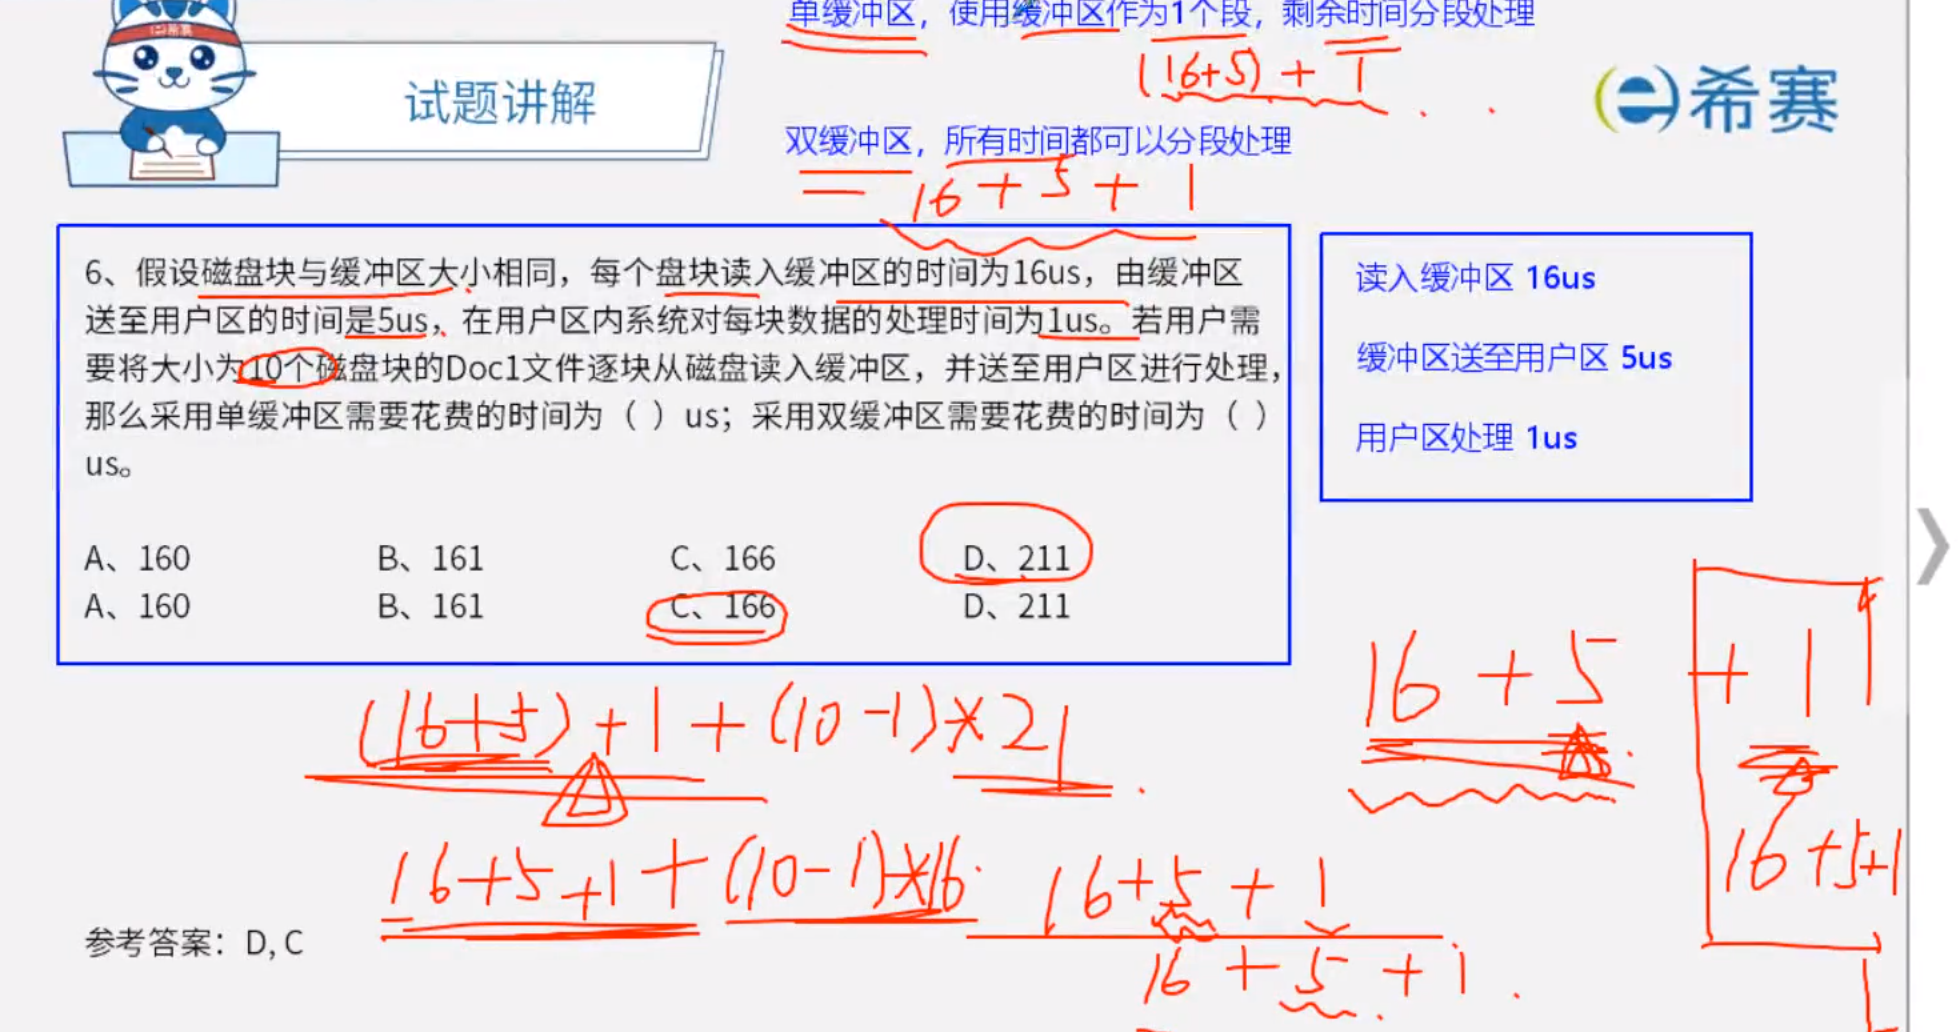 单缓冲区，使用缓冲区作为1个段，剩余时间分段处理
(16+5) + 1
试题讲解
希赛
双缓冲区，所有时间都可以分段处理
16 + 5 + 1
6、假设磁盘块与缓冲区大小相同，每个盘块读入缓冲区的时间为16us，由缓冲区
送至用户区的时间是5us，在用户区内系统对每块数据的处理时间为1us。若用户需
要将大小为10个磁盘块的Doc1文件逐块从磁盘读入缓冲区，并送至用户区进行处理，
那么采用单缓冲区需要花费的时间为（ ）us；采用双缓冲区需要花费的时间为（ ）
us。
A、160 B、161 C、166 D、211
A、160 B、161 C、166 D、211
读入缓冲区 16us
缓冲区送至用户区 5us
用户区处理 1us
16 + 5 + 1
(16+5) + 1 + (10-1)*21
16+5+1
16+5+1+(10-1)*16
16+5+1
16+5+1
参考答案：D, C